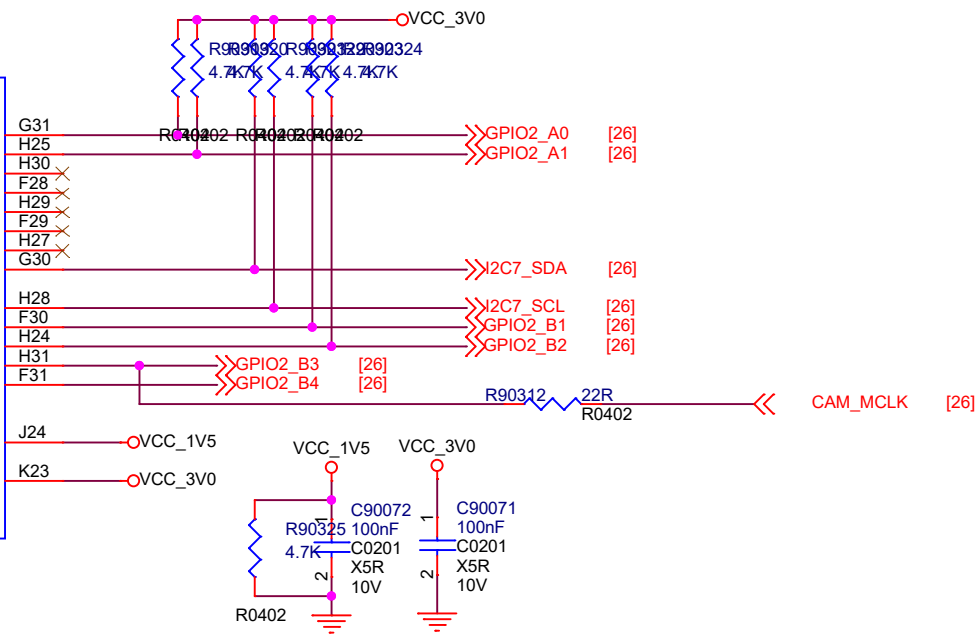 VCC_3V0
4.7K
R0402
G31
GPIO2_A0 [26]
H25
GPIO2_A1 [26]
H30
F28
H29
F29
H27
G30
I2C7_SDA [26]
H28
I2C7_SCL [26]
F30
GPIO2_B1 [26]
H24
GPIO2_B2 [26]
H31
GPIO2_B3 [26]
F31
GPIO2_B4 [26]
R90312 22R
R0402
CAM_MCLK [26]
J24
VCC_1V5
K23
VCC_3V0
VCC_1V5
VCC_3V0
R90325
4.7K
R0402
1
2
C90072
100nF
C0201
X5R
10V
1
2
C90071
100nF
C0201
X5R
10V